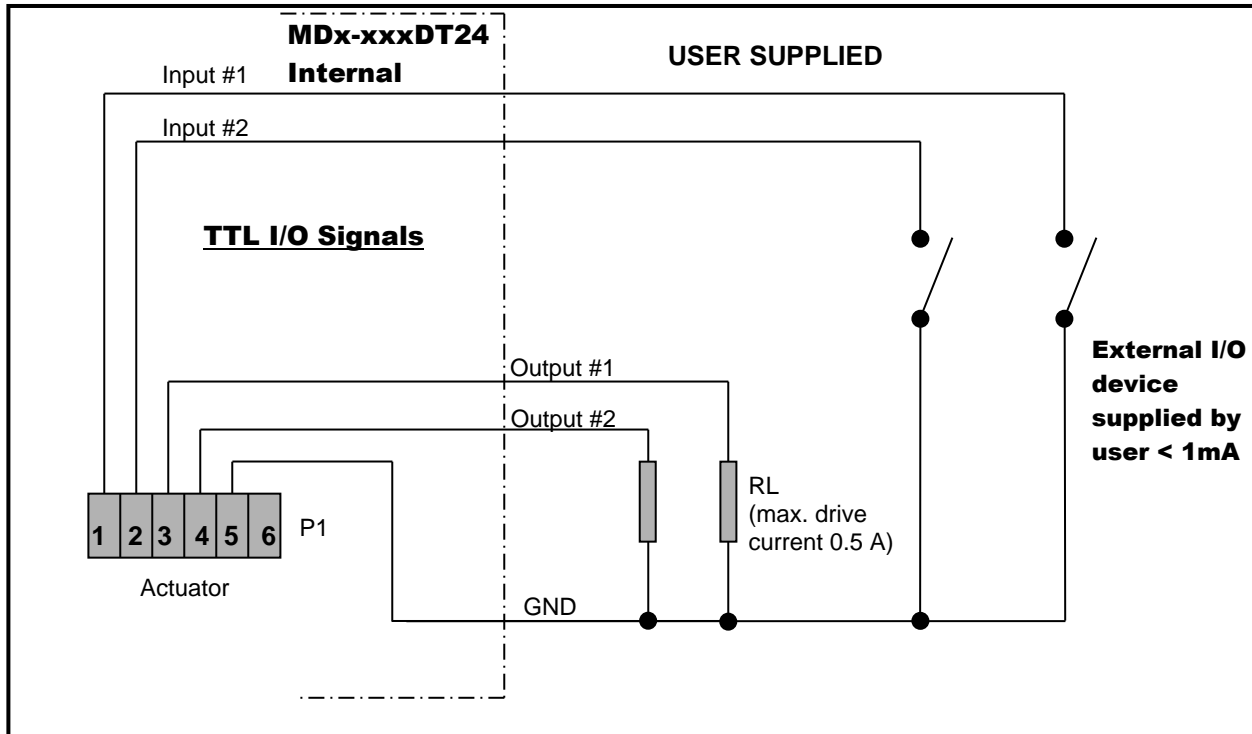 MDx-xxxDT24
Internal
USER SUPPLIED
Input #1
Input #2
TTL I/O Signals
Output #1
Output #2
External I/O
device
supplied by
user < 1mA
RL
(max. drive
current 0.5 A)
1 2 3 4 5 6
P1
Actuator
GND